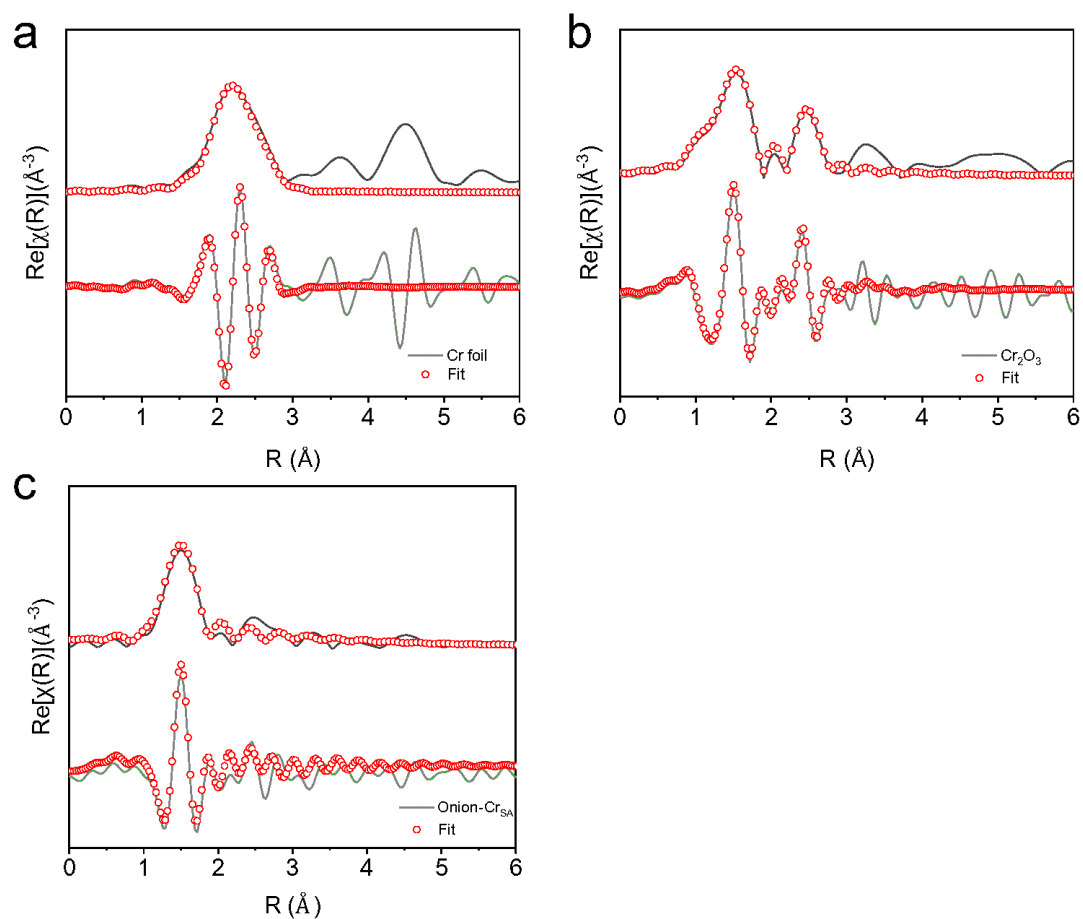 a
Re[χ(R)](Å⁻³)
Cr foil
Fit
0 1 2 3 4 5 6
R (Å)
b
Re[χ(R)](Å⁻³)
Cr₂O₃
Fit
0 1 2 3 4 5 6
R (Å)
c
Re[χ(R)](Å⁻³)
Onion-Cr_SA
Fit
0 1 2 3 4 5 6
R (Å)